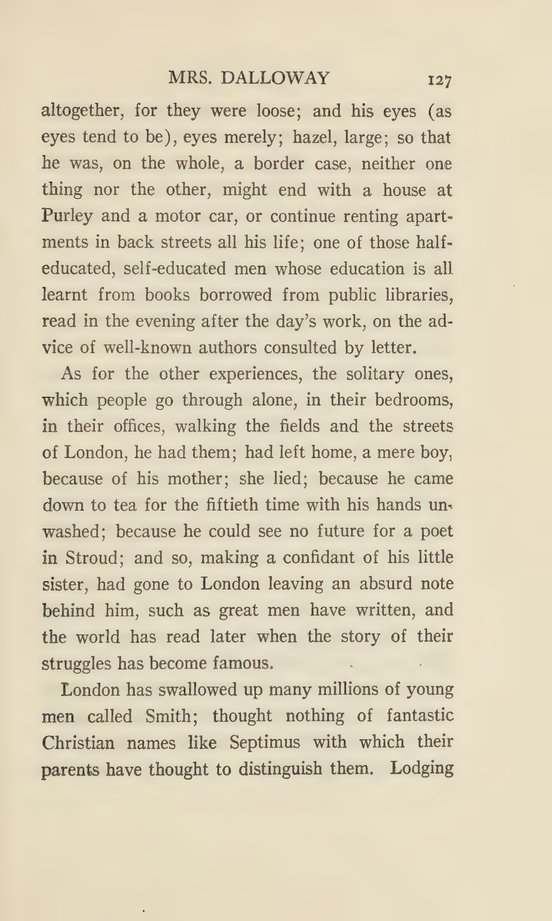 MRS. DALLOWAY 127
altogether, for they were loose; and his eyes (as
eyes tend to be), eyes merely; hazel, large; so that
he was, on the whole, a border case, neither one
thing nor the other, might end with a house at
Purley and a motor car, or continue renting apart-
ments in back streets all his life; one of those half-
educated, self-educated men whose education is all
learnt from books borrowed from public libraries,
read in the evening after the day's work, on the ad-
vice of well-known authors consulted by letter.
As for the other experiences, the solitary ones,
which people go through alone, in their bedrooms,
in their offices, walking the fields and the streets
of London, he had them; had left home, a mere boy,
because of his mother; she lied; because he came
down to tea for the fiftieth time with his hands un-
washed; because he could see no future for a poet
in Stroud; and so, making a confidant of his little
sister, had gone to London leaving an absurd note
behind him, such as great men have written, and
the world has read later when the story of their
struggles has become famous.
London has swallowed up many millions of young
men called Smith; thought nothing of fantastic
Christian names like Septimus with which their
parents have thought to distinguish them. Lodging